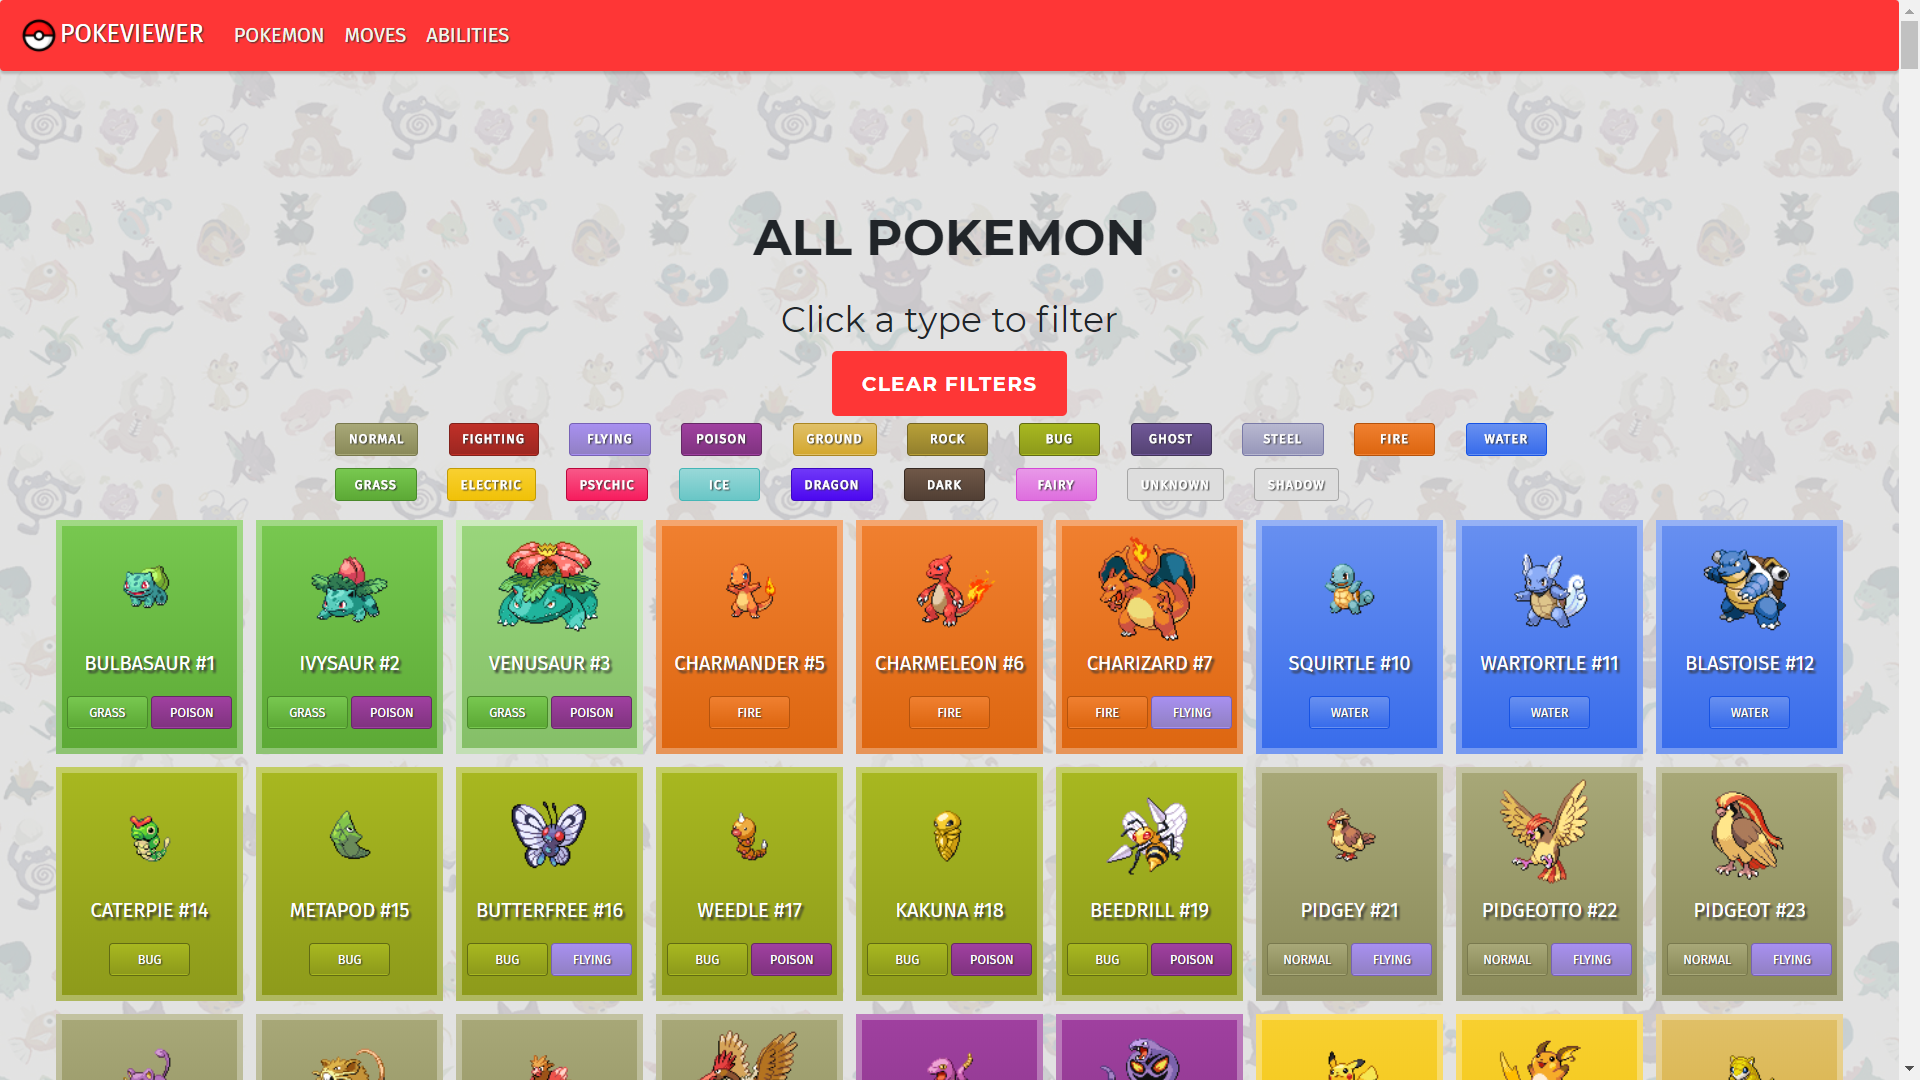 POKEVIEWER POKEMON MOVES ABILITIES
ALL POKEMON
Click a type to filter
CLEAR FILTERS
NORMAL FIGHTING FLYING POISON GROUND ROCK BUG GHOST STEEL FIRE WATER
GRASS ELECTRIC PSYCHIC ICE DRAGON DARK FAIRY UNKNOWN SHADOW
BULBASAUR #1 IVYSAUR #2 VENUSAUR #3 CHARMANDER #5 CHARMELEON #6 CHARIZARD #7 SQUIRTLE #10 WARTORTLE #11 BLASTOISE #12
GRASS POISON GRASS POISON GRASS POISON FIRE FIRE FIRE FLYING WATER WATER WATER
CATERPIE #14 METAPOD #15 BUTTERFREE #16 WEEDLE #17 KAKUNA #18 BEEDRILL #19 PIDGEY #21 PIDGEOTTO #22 PIDGEOT #23
BUG BUG BUG FLYING BUG POISON BUG POISON BUG POISON NORMAL FLYING NORMAL FLYING NORMAL FLYING